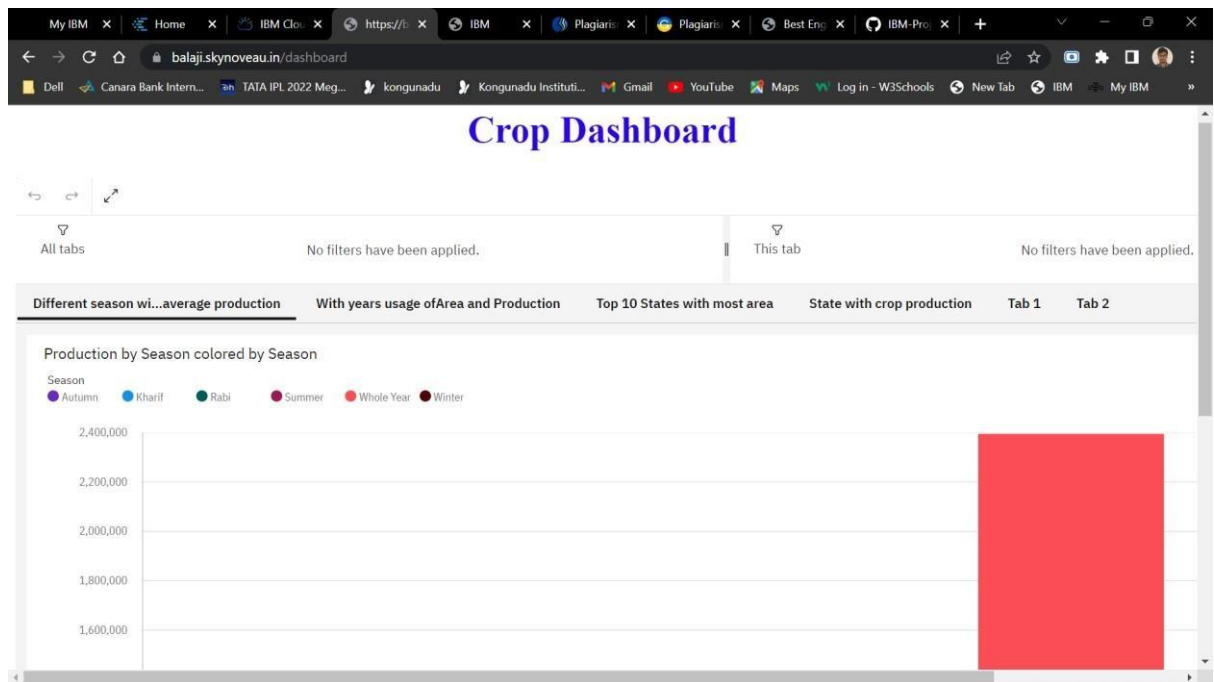 My IBM Home IBM Clou https://b IBM Plagiaris Plagiaris Best Eng IBM-Proj
balaji.skynoveau.in/dashboard
Dell Canara Bank Intern... TATA IPL 2022 Meg... kongunadu Kongunadu Instituti... Gmail YouTube Maps Log in - W3Schools New Tab IBM My IBM »
Crop Dashboard
All tabs No filters have been applied. This tab No filters have been applied.
Different season wi...average production With years usage ofArea and Production Top 10 States with most area State with crop production Tab 1 Tab 2
Production by Season colored by Season
Season
Autumn Kharif Rabi Summer Whole Year Winter
2,400,000
2,200,000
2,000,000
1,800,000
1,600,000